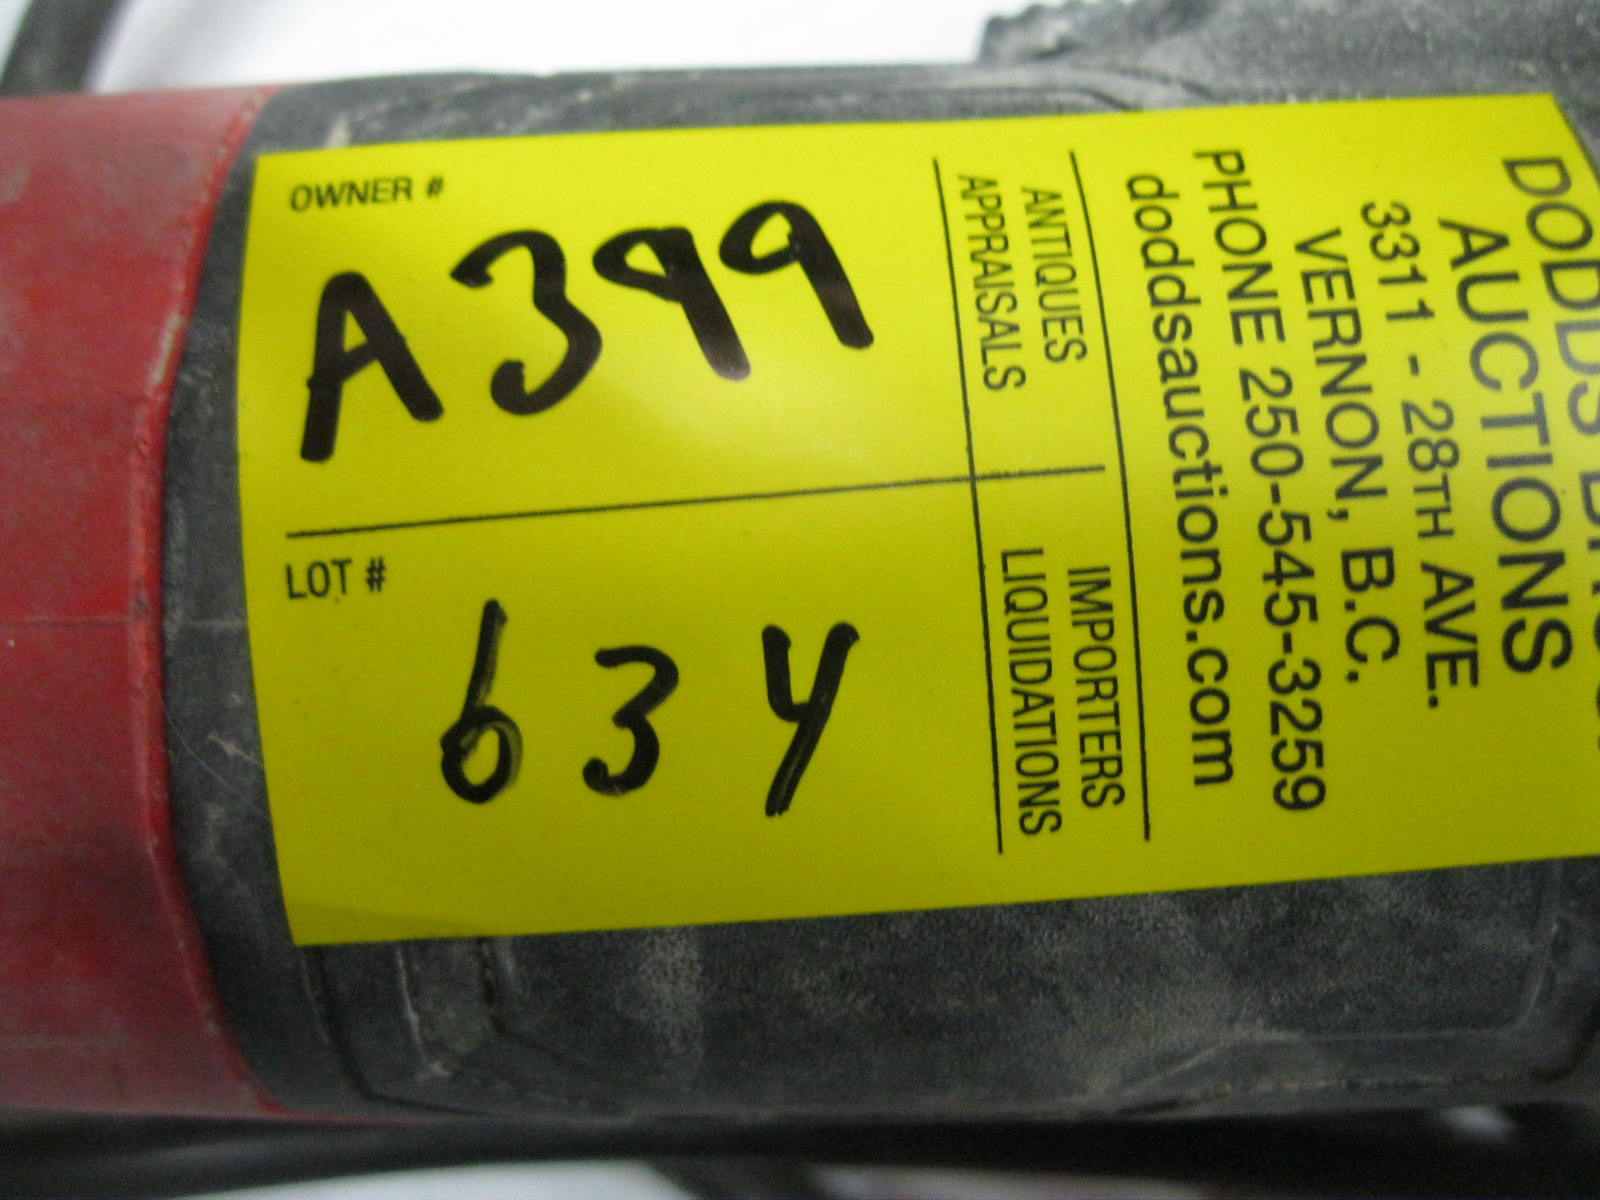 OWNER #
A399
LOT #
634
DODDS
AUCTIONS
3311 - 28TH AVE.
VERNON, B.C.
PHONE 250-545-3259
doddsauctions.com
ANTIQUES
APPRAISALS
IMPORTERS
LIQUIDATIONS